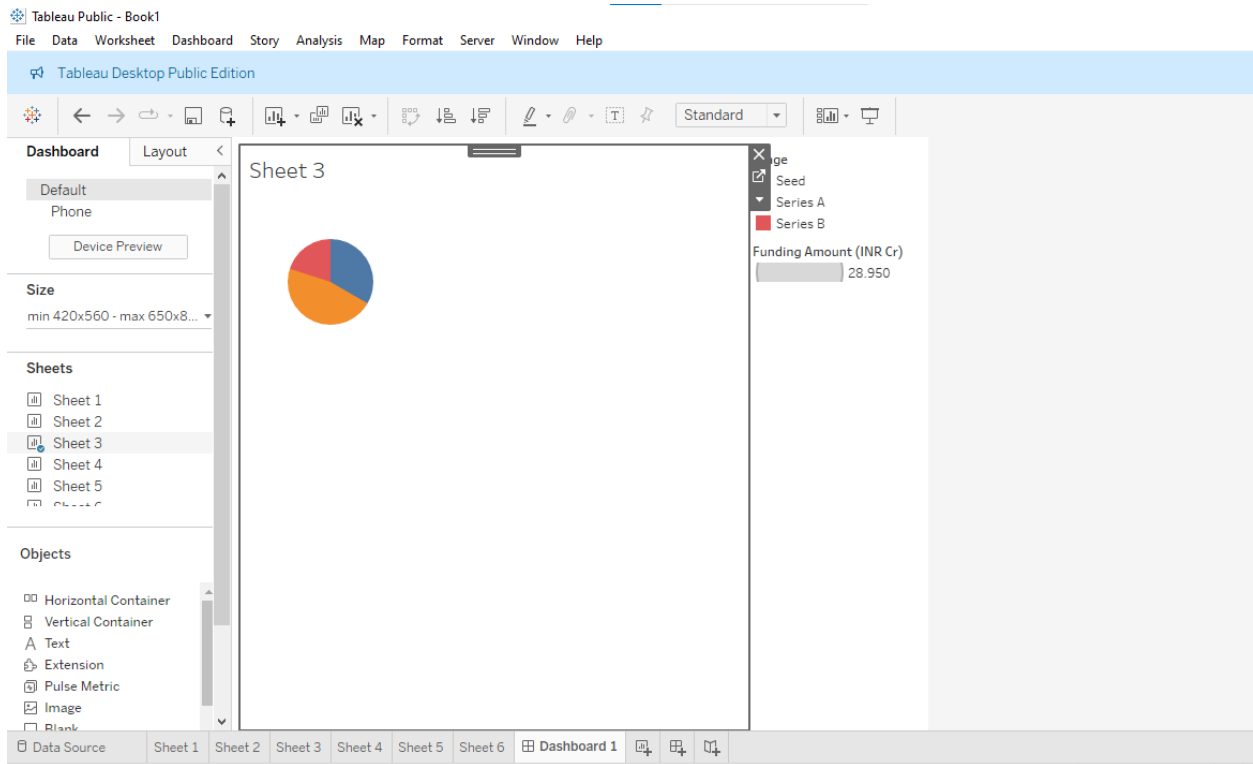 Tableau Public - Book1
File Data Worksheet Dashboard Story Analysis Map Format Server Window Help
Tableau Desktop Public Edition
Standard
Dashboard Layout
Default
Phone
Device Preview
Size
min 420x560 - max 650x8...
Sheets
Sheet 1
Sheet 2
Sheet 3
Sheet 4
Sheet 5
Objects
Horizontal Container
Vertical Container
Text
Extension
Pulse Metric
Image
Blank
Sheet 3
Seed
Series A
Series B
Funding Amount (INR Cr)
28.950
Data Source Sheet 1 Sheet 2 Sheet 3 Sheet 4 Sheet 5 Sheet 6 Dashboard 1